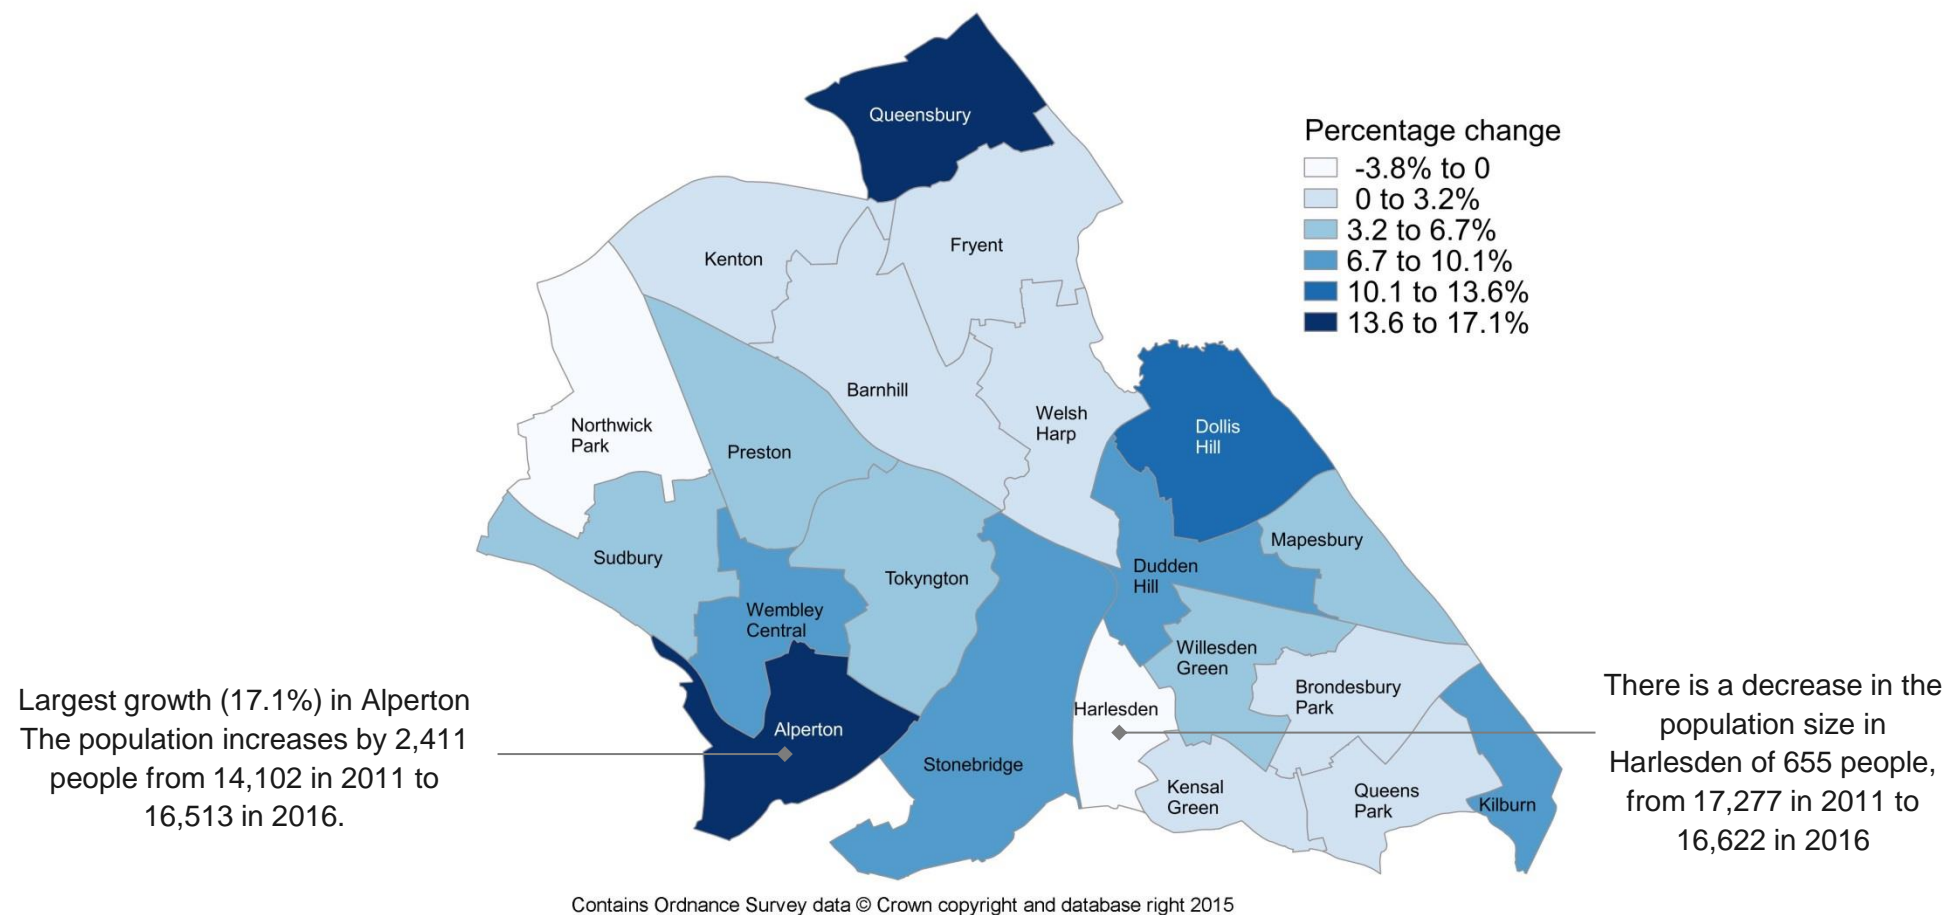 Queensbury
Percentage change
-3.8% to 0
0 to 3.2%
3.2 to 6.7%
6.7 to 10.1%
10.1 to 13.6%
13.6 to 17.1%
Kenton
Fryent
Barnhill
Welsh
Harp
Northwick
Park
Preston
Dollis
Hill
Sudbury
Tokyngton
Mapesbury
Dudden
Hill
Wembley
Central
Willesden
Green
Brondesbury
Park
Harlesden
Alperton
Stonebridge
Kensal
Green
Queens
Park
Kilburn
Largest growth (17.1%) in Alperton
The population increases by 2,411
people from 14,102 in 2011 to
16,513 in 2016.
There is a decrease in the
population size in
Harlesden of 655 people,
from 17,277 in 2011 to
16,622 in 2016
Contains Ordnance Survey data © Crown copyright and database right 2015